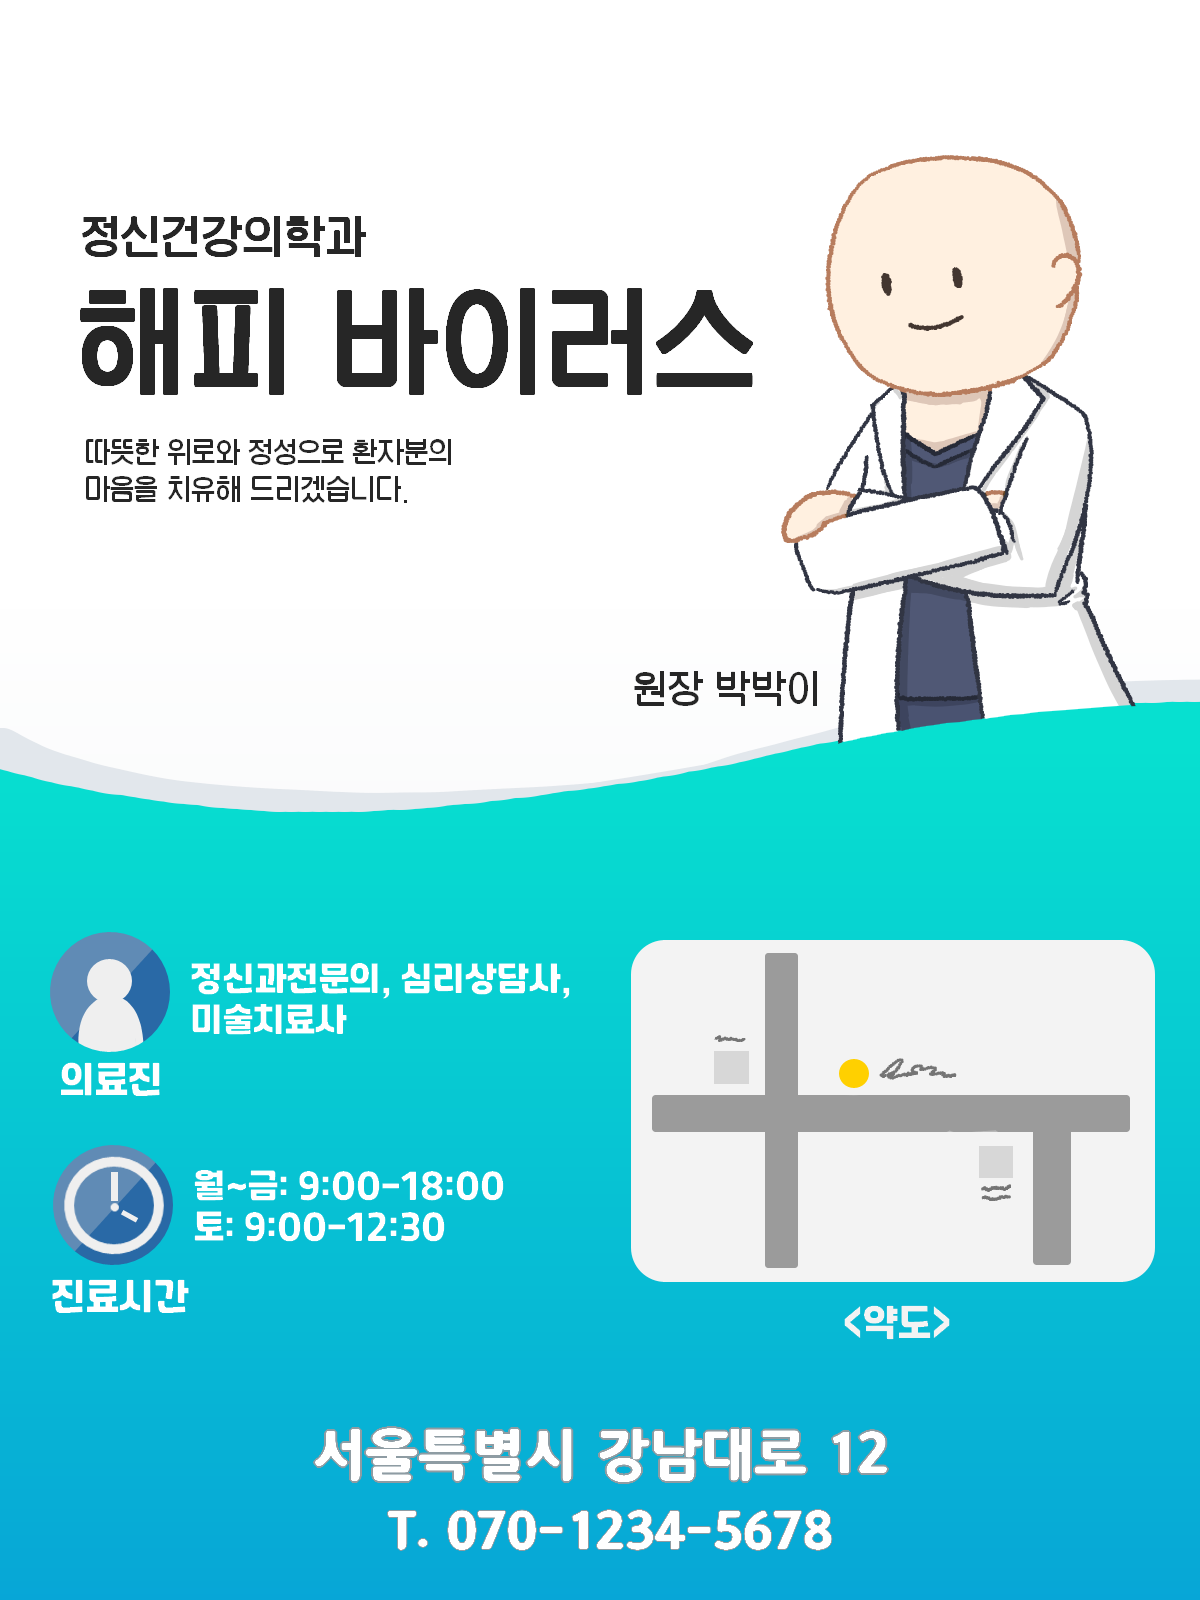 정신건강의학과
해피 바이러스
따뜻한 위로와 정성으로 환자분의
마음을 치유해 드리겠습니다.
원장 박박이
정신과전문의, 심리상담사,
미술치료사
의료진
월~금: 9:00-18:00
토: 9:00-12:30
진료시간
<약도>
서울특별시 강남대로 12
T. 070-1234-5678